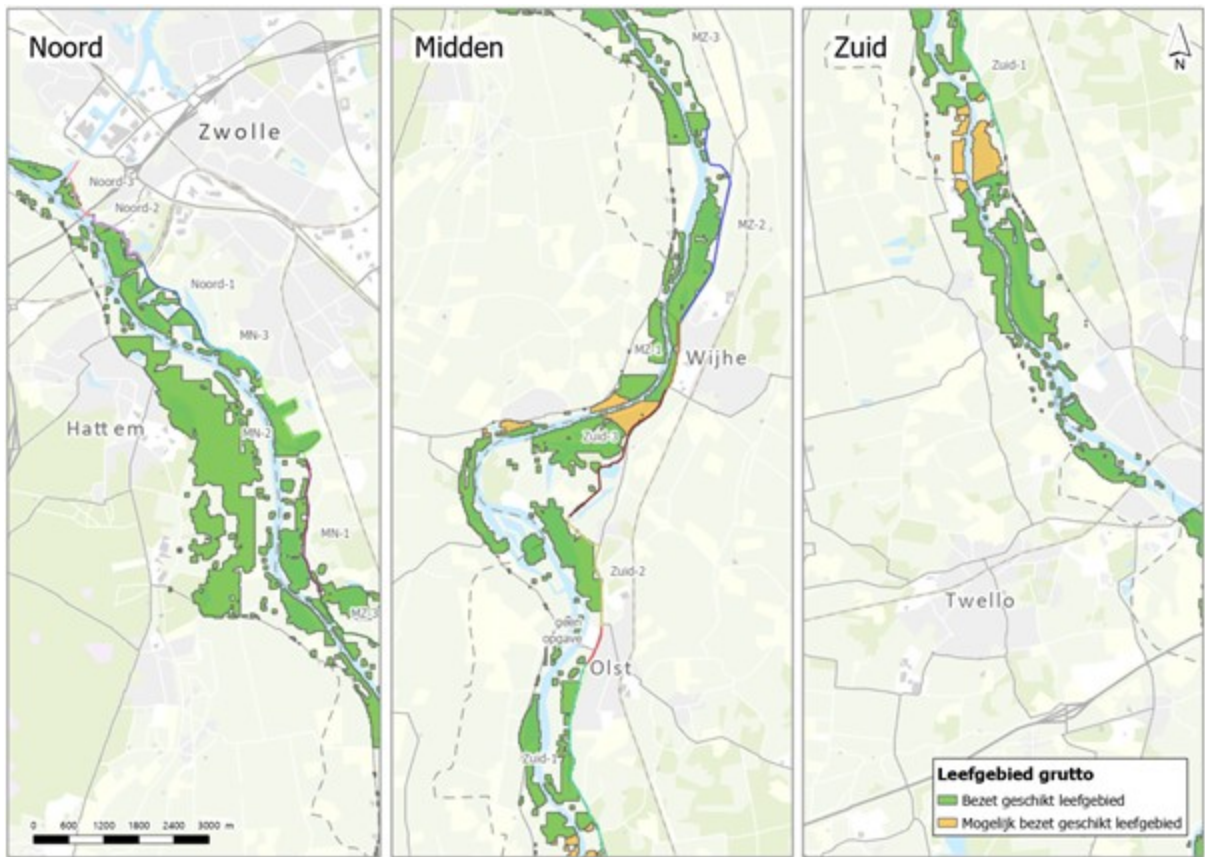 Noord
Zwolle
Noord-3
Noord-2
Noord-1
MN-3
Hattem
MN-2
MN-1
MZ-3
0 600 1200 1800 2400 3000 m
Midden
MZ-3
MZ-2
MZ-1
Wijhe
Zuid-3
Zuid-2
geen
opgave
Olst
Zuid-1
Zuid
N
Zuid-1
Twello
Leefgebied grutto
Bezet geschikt leefgebied
Mogelijk bezet geschikt leefgebied